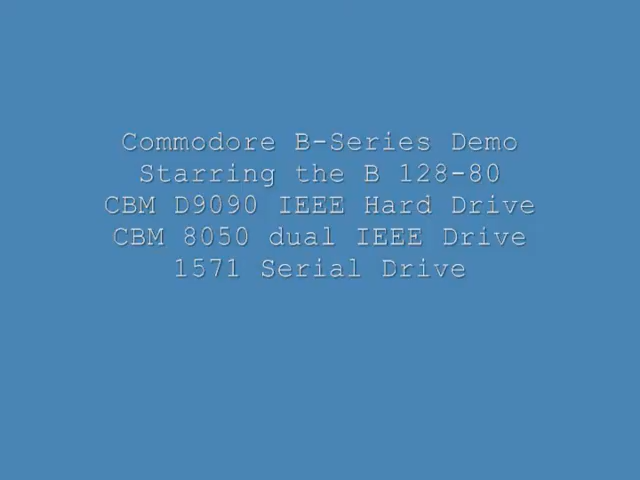 Commodore B-Series Demo
Starring the B 128-80
CBM D9090 IEEE Hard Drive
CBM 8050 dual IEEE Drive
1571 Serial Drive